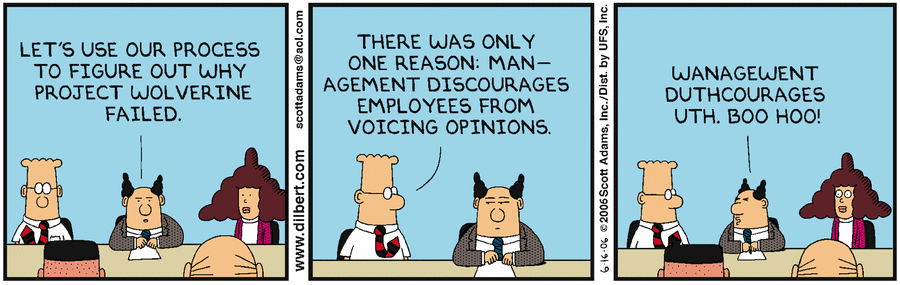 LET'S USE OUR PROCESS
TO FIGURE OUT WHY
PROJECT WOLVERINE
FAILED.
www.dilbert.com
scottadams@aol.com
THERE WAS ONLY
ONE REASON: MAN-
AGEMENT DISCOURAGES
EMPLOYEES FROM
VOICING OPINIONS.
6-16-06 ©2006 Scott Adams, Inc./Dist. by UFS, Inc.
WANAGEWENT
DUTHCOURAGES
UTH. BOO HOO!